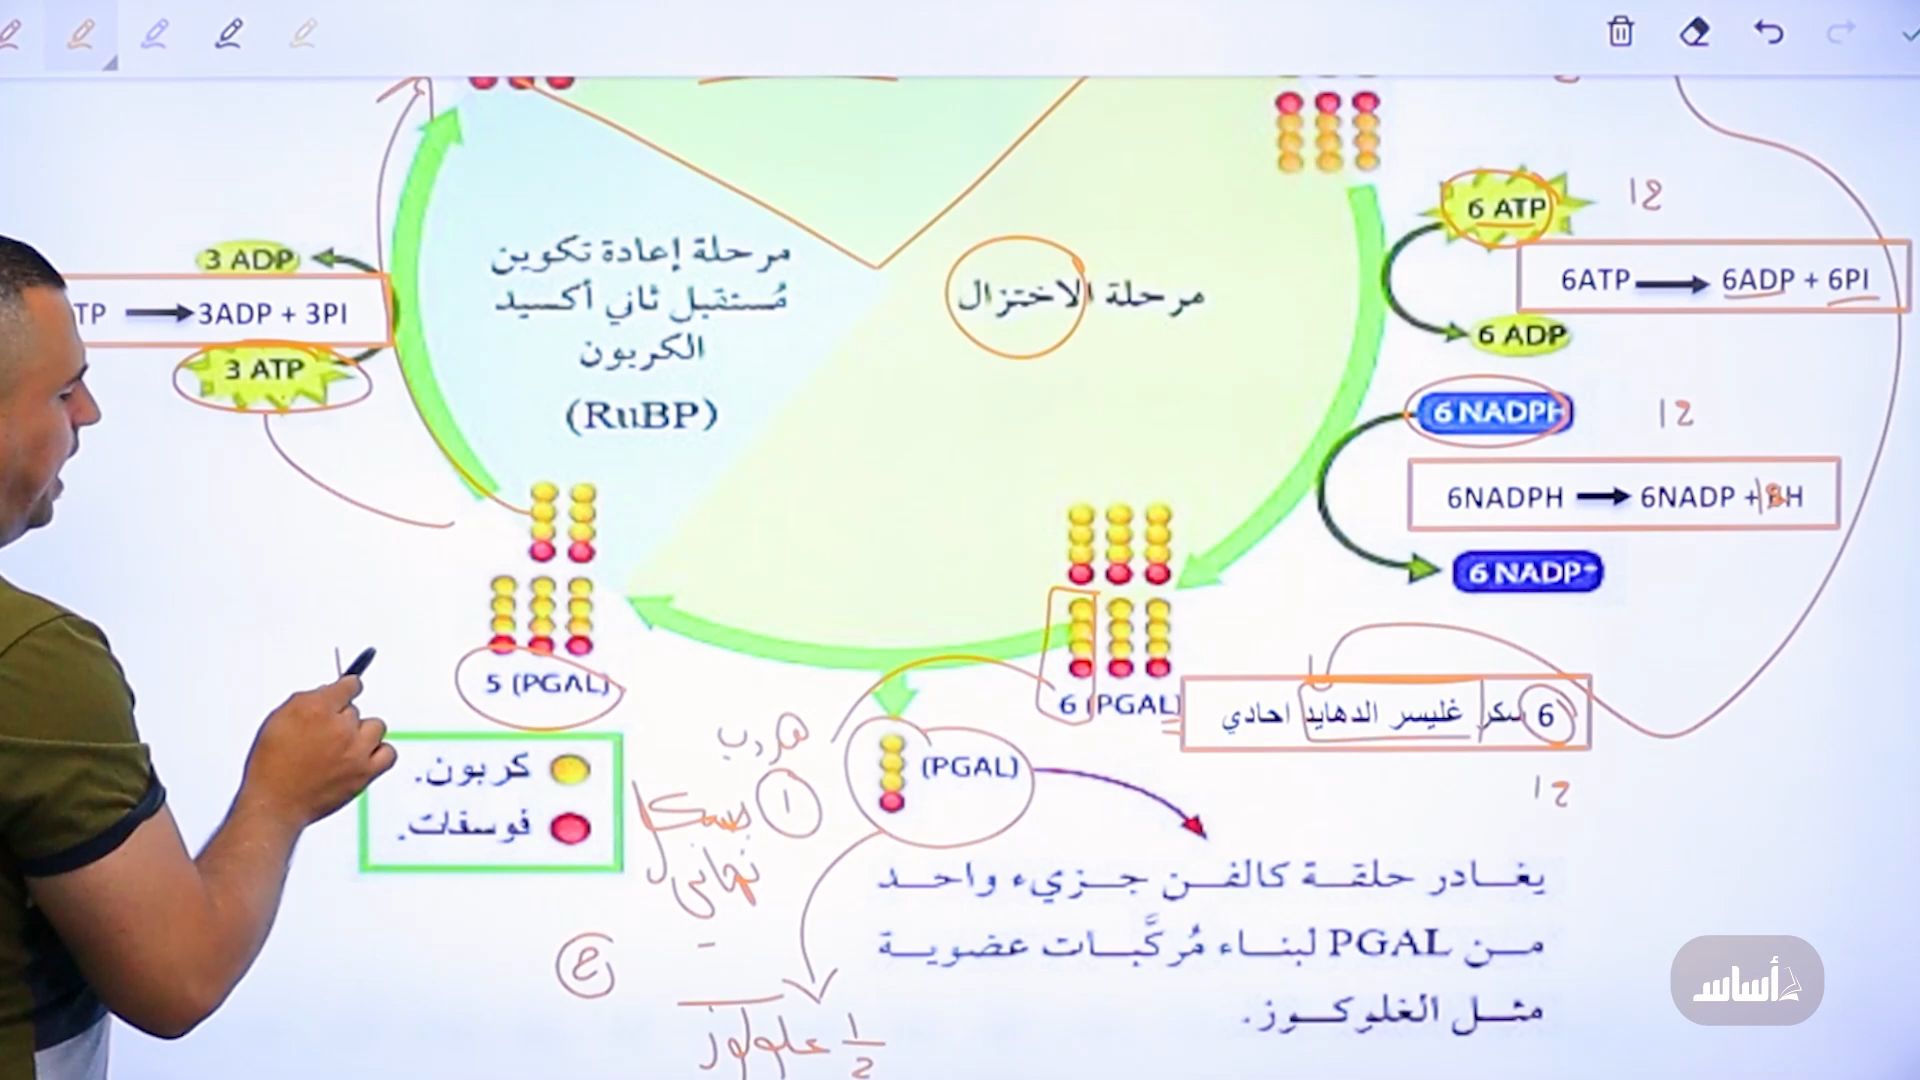 6 ATP
18
6ATP → 6ADP + 6PI
6 ADP
3 ADP
TP → 3ADP + 3PI
3 ATP
مرحلة إعادة تكوين
مُستقبل ثاني أكسيد
الكربون
(RuBP)
مرحلة الاختزال
6 NADPH
12
6NADPH → 6NADP + H
6 NADP+
5 (PGAL)
6 (PGAL)
6 سكر غليسر الدهايد احادي
12
(PGAL)
كربون.
فوسفات.
1
يغادر حلقة كالفن جزيء واحد
من PGAL لبناء مُركَّبات عضوية
مثل الغلوكوز.
1/2
أساس